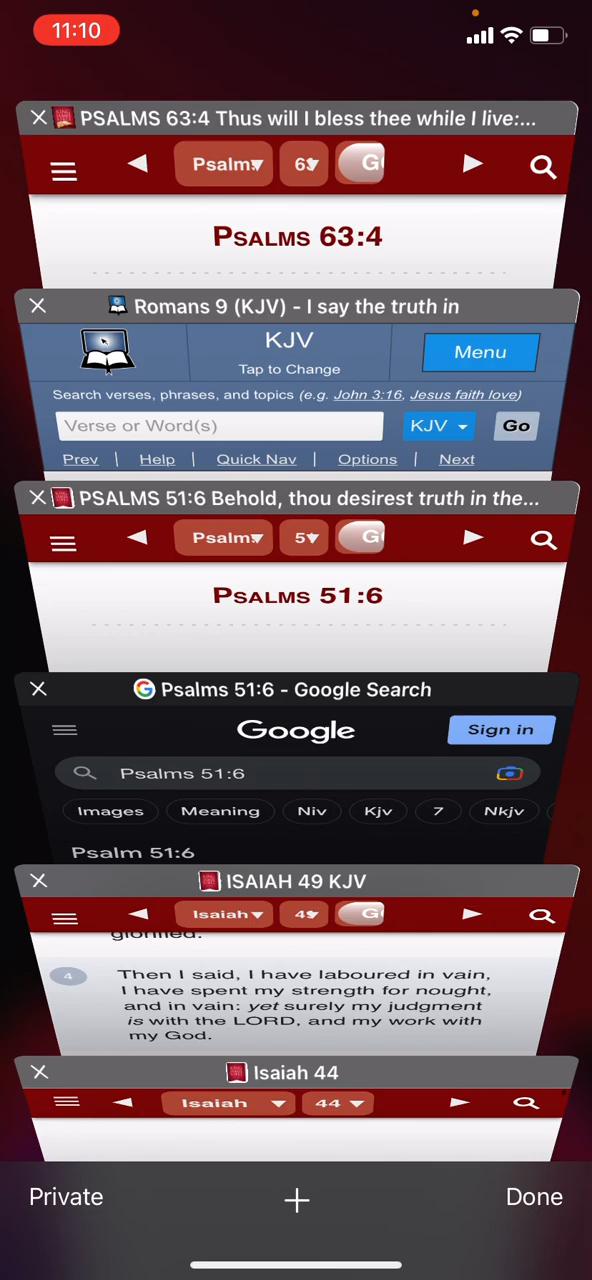 11:10
PSALMS 63:4 Thus will I bless thee while I live:...
Psalm 63 G
PSALMS 63:4
Romans 9 (KJV) - I say the truth in
KJV
Tap to Change
Menu
Search verses, phrases, and topics (e.g. John 3:16, Jesus faith love)
Verse or Word(s) KJV Go
Prev | Help | Quick Nav | Options | Next
PSALMS 51:6 Behold, thou desirest truth in the...
Psalm 5 G
PSALMS 51:6
Psalms 51:6 - Google Search
Google Sign in
Psalms 51:6
Images Meaning Niv Kjv 7 Nkjv
Psalm 51:6
ISAIAH 49 KJV
Isaiah 49 G
glorified.
4 Then I said, I have laboured in vain,
I have spent my strength for nought,
and in vain: yet surely my judgment
is with the LORD, and my work with
my God.
Isaiah 44
Isaiah 44
Private + Done